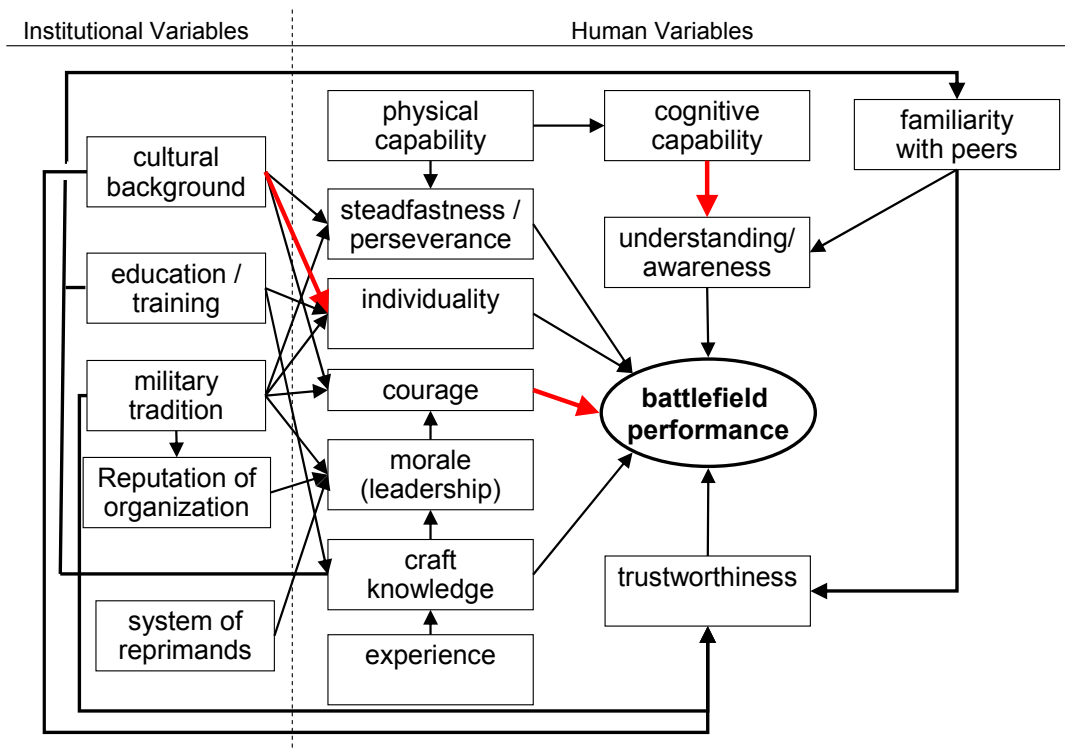 Institutional Variables
Human Variables
physical
capability
cognitive
capability
familiarity
with peers
cultural
background
steadfastness /
perseverance
understanding/
awareness
education /
training
individuality
military
tradition
courage
battlefield
performance
Reputation of
organization
morale
(leadership)
craft
knowledge
trustworthiness
system of
reprimands
experience